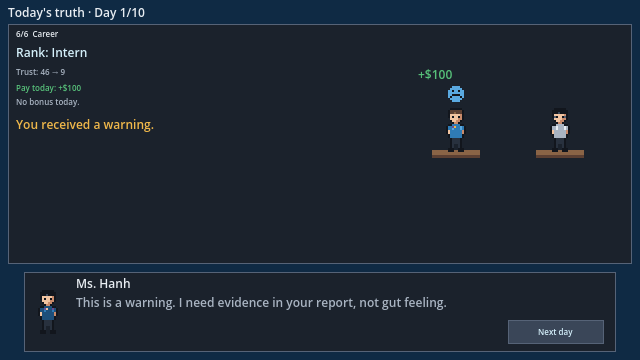 Today's truth · Day 1/10
6/6 Career
Rank: Intern
Trust: 46 → 9
Pay today: +$100
No bonus today.
You received a warning.
+$100
Ms. Hanh
This is a warning. I need evidence in your report, not gut feeling.
Next day